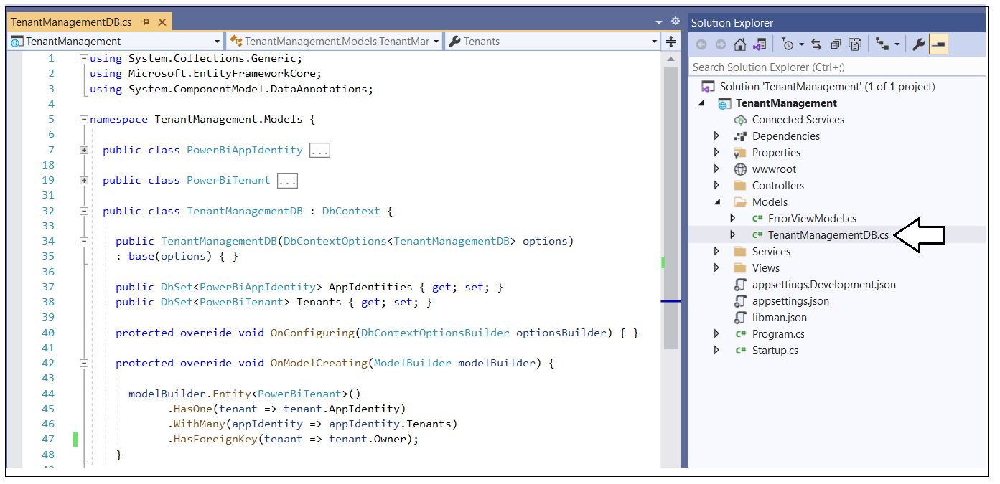 TenantManagementDB.cs
TenantManagement
TenantManagement.Models.TenantMar
Tenants
1 using System.Collections.Generic;
2 using Microsoft.EntityFrameworkCore;
3 using System.ComponentModel.DataAnnotations;
4
5 namespace TenantManagement.Models {
6
7 public class PowerBiAppIdentity ...
18
19 public class PowerBiTenant ...
31
32 public class TenantManagementDB : DbContext {
33
34 public TenantManagementDB(DbContextOptions<TenantManagementDB> options)
35 : base(options) { }
36
37 public DbSet<PowerBiAppIdentity> AppIdentities { get; set; }
38 public DbSet<PowerBiTenant> Tenants { get; set; }
39
40 protected override void OnConfiguring(DbContextOptionsBuilder optionsBuilder) { }
41
42 protected override void OnModelCreating(ModelBuilder modelBuilder) {
43
44 modelBuilder.Entity<PowerBiTenant>()
45 .HasOne(tenant => tenant.AppIdentity)
46 .WithMany(appIdentity => appIdentity.Tenants)
47 .HasForeignKey(tenant => tenant.Owner);
48 }
Solution Explorer
Search Solution Explorer (Ctrl+;)
Solution 'TenantManagement' (1 of 1 project)
TenantManagement
Connected Services
Dependencies
Properties
wwwroot
Controllers
Models
C# ErrorViewModel.cs
C# TenantManagementDB.cs
Services
Views
appsettings.Development.json
appsettings.json
libman.json
C# Program.cs
C# Startup.cs